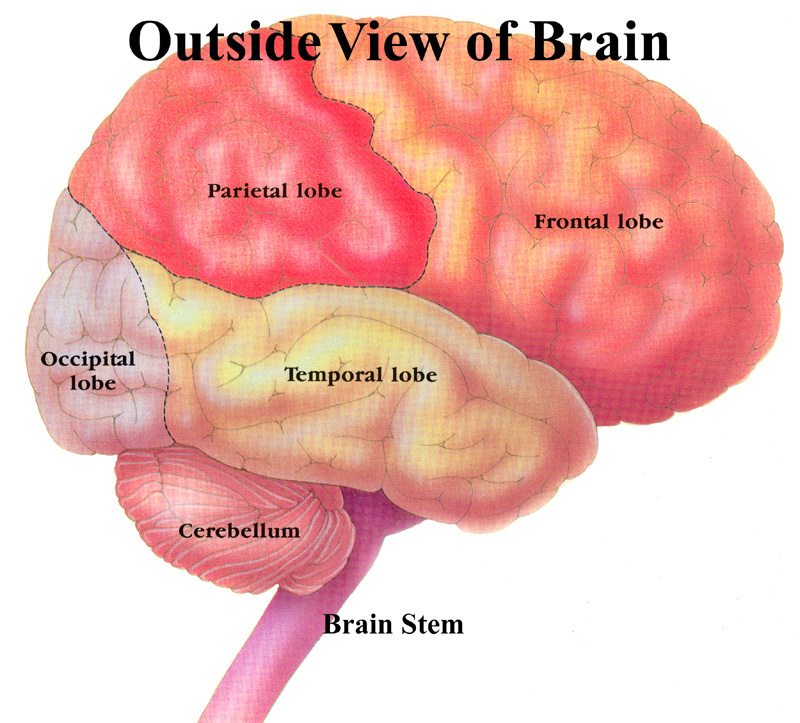 Outside View of Brain
Parietal lobe
Frontal lobe
Occipital
lobe
Temporal lobe
Cerebellum
Brain Stem